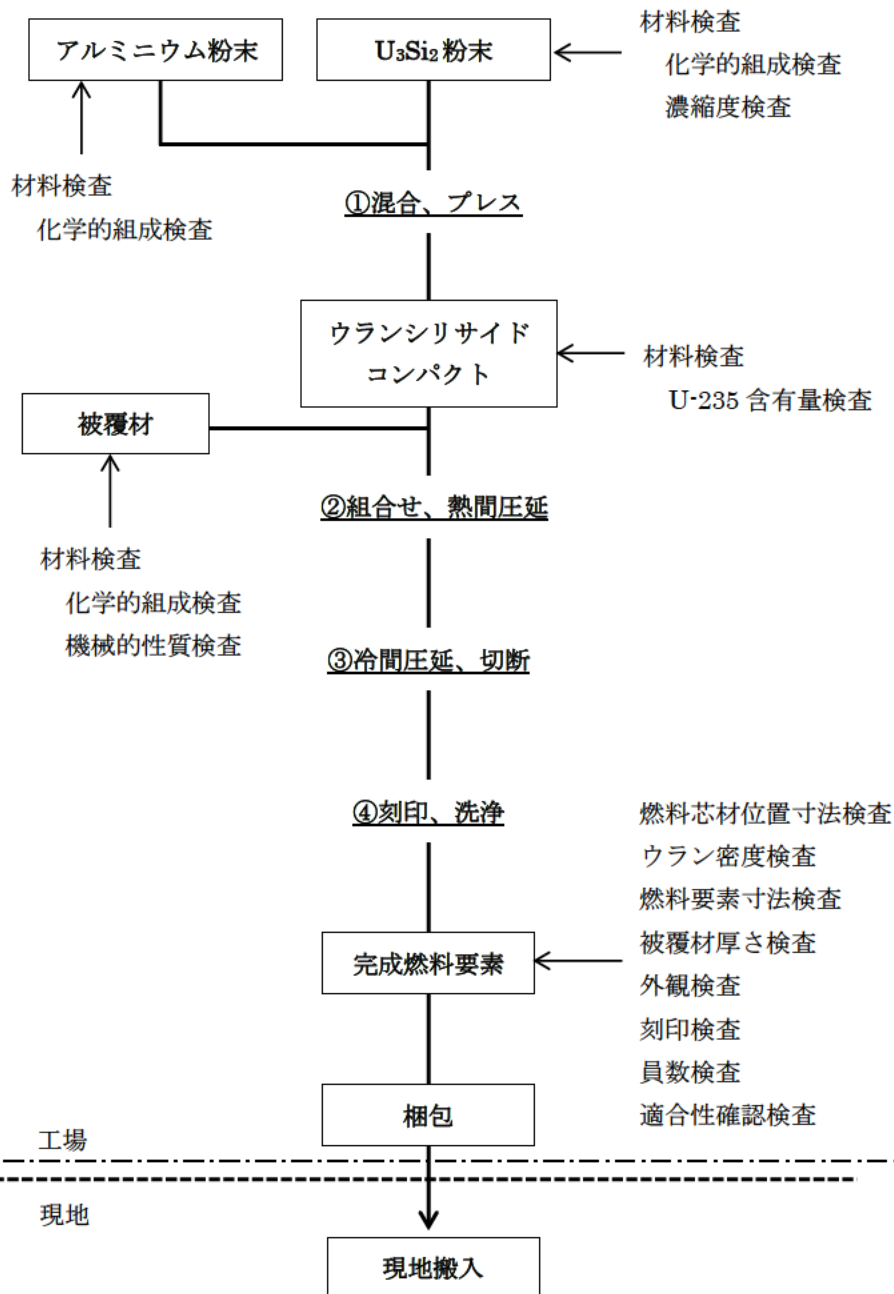 アルミニウム粉末
U₃Si₂粉末
材料検査
化学的組成検査
濃縮度検査
材料検査
化学的組成検査
①混合、プレス
ウランシリサイド
コンパクト
材料検査
U-235 含有量検査
被覆材
②組合せ、熱間圧延
材料検査
化学的組成検査
機械的性質検査
③冷間圧延、切断
④刻印、洗浄
燃料芯材位置寸法検査
ウラン密度検査
燃料要素寸法検査
被覆材厚さ検査
外観検査
刻印検査
員数検査
適合性確認検査
完成燃料要素
梱包
工場
現地
現地搬入